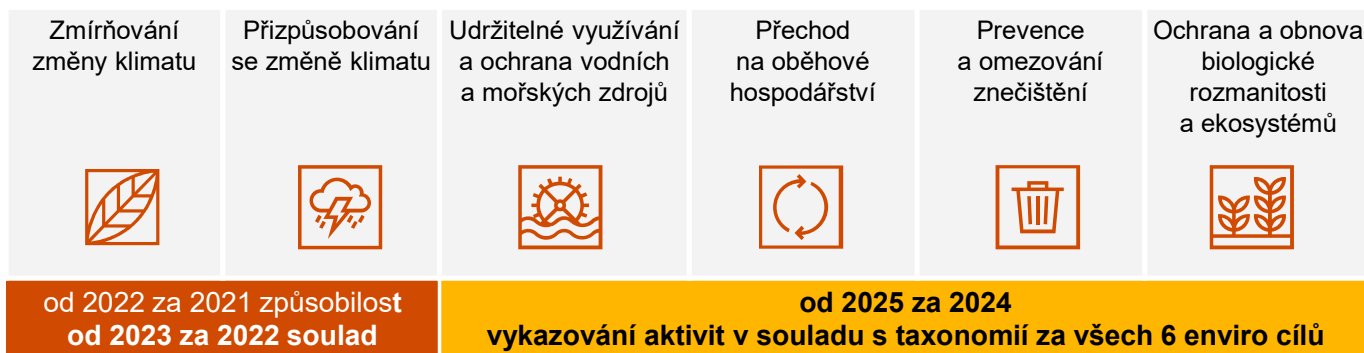 Zmírňování
změny klimatu
Přizpůsobování
se změně klimatu
Udržitelné využívání
a ochrana vodních
a mořských zdrojů
Přechod
na oběhové
hospodářství
Prevence
a omezování
znečištění
Ochrana a obnova
biologické
rozmanitosti
a ekosystémů
od 2022 za 2021 způsobilost
od 2023 za 2022 soulad
od 2025 za 2024
vykazování aktivit v souladu s taxonomií za všech 6 enviro cílů